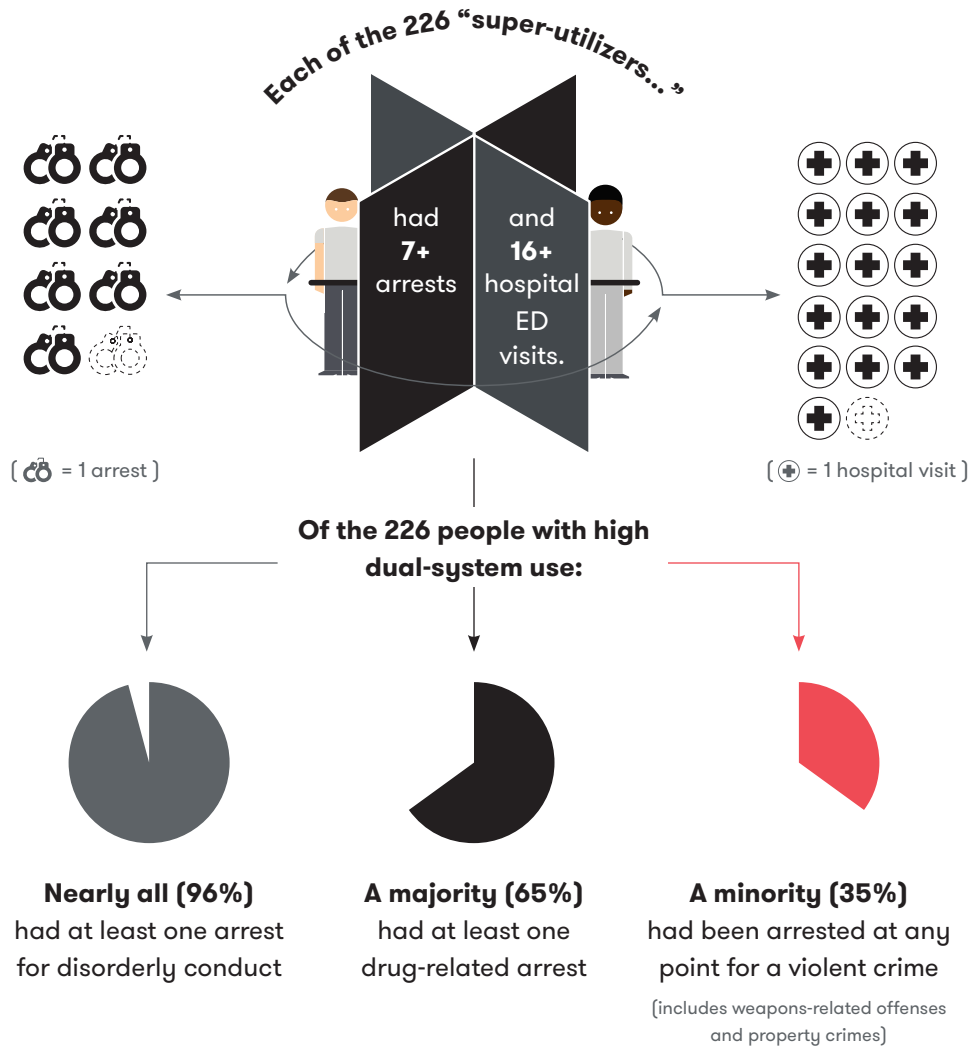 Each of the 226 “super-utilizers...”
had
7+
arrests
and
16+
hospital
ED
visits.
( = 1 arrest )
( = 1 hospital visit )
Of the 226 people with high
dual-system use:
Nearly all (96%)
had at least one arrest
for disorderly conduct
A majority (65%)
had at least one
drug-related arrest
A minority (35%)
had been arrested at any
point for a violent crime
(includes weapons-related offenses
and property crimes)